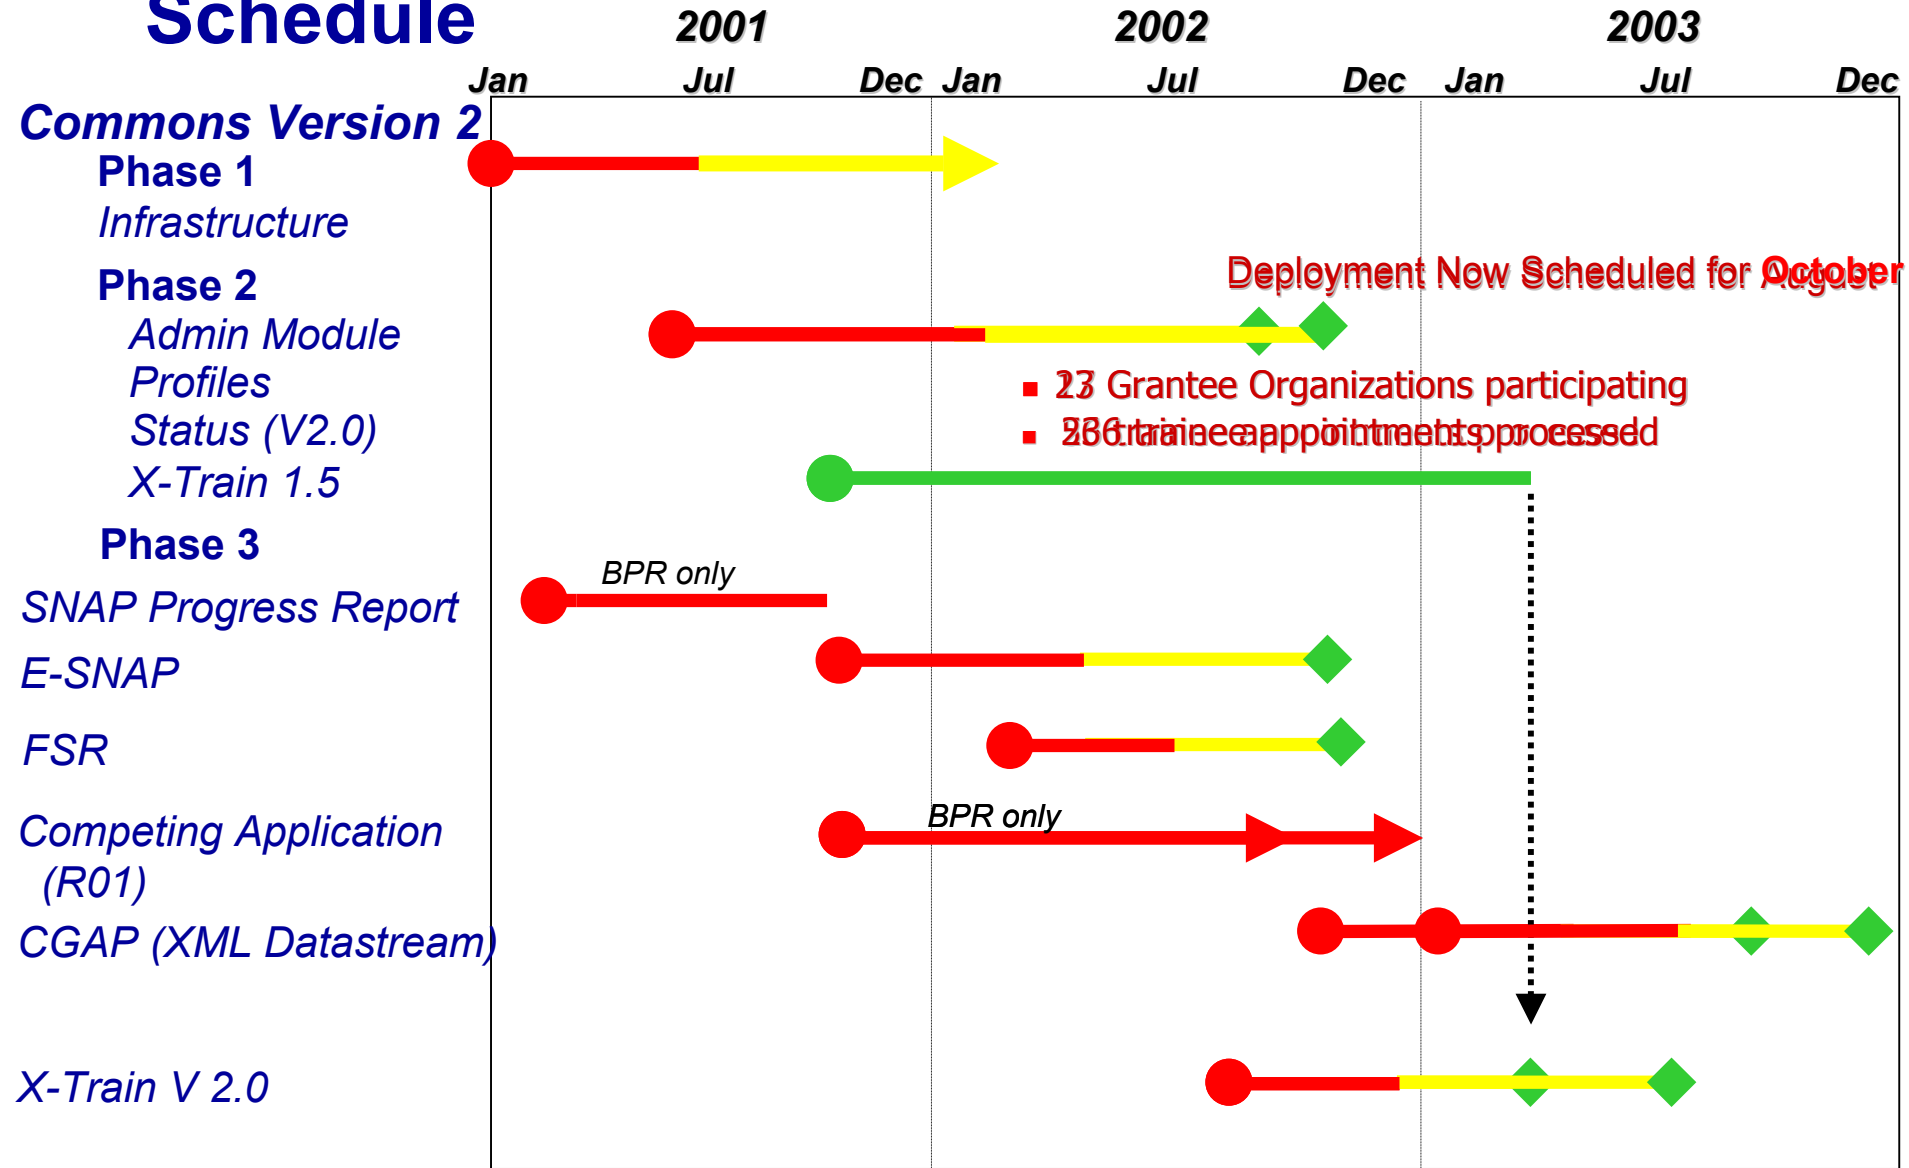 Schedule
2001 2002 2003
Jan Jul Dec Jan Jul Dec Jan Jul Dec
Commons Version 2
Phase 1
Infrastructure
Phase 2
Deployment Now Scheduled for October
Admin Module
Profiles
Grantee Organizations participating
Status (V2.0)
trainee appointments processed
X-Train 1.5
Phase 3
BPR only
SNAP Progress Report
E-SNAP
FSR
BPR only
Competing Application
(R01)
CGAP (XML Datastream)
X-Train V 2.0